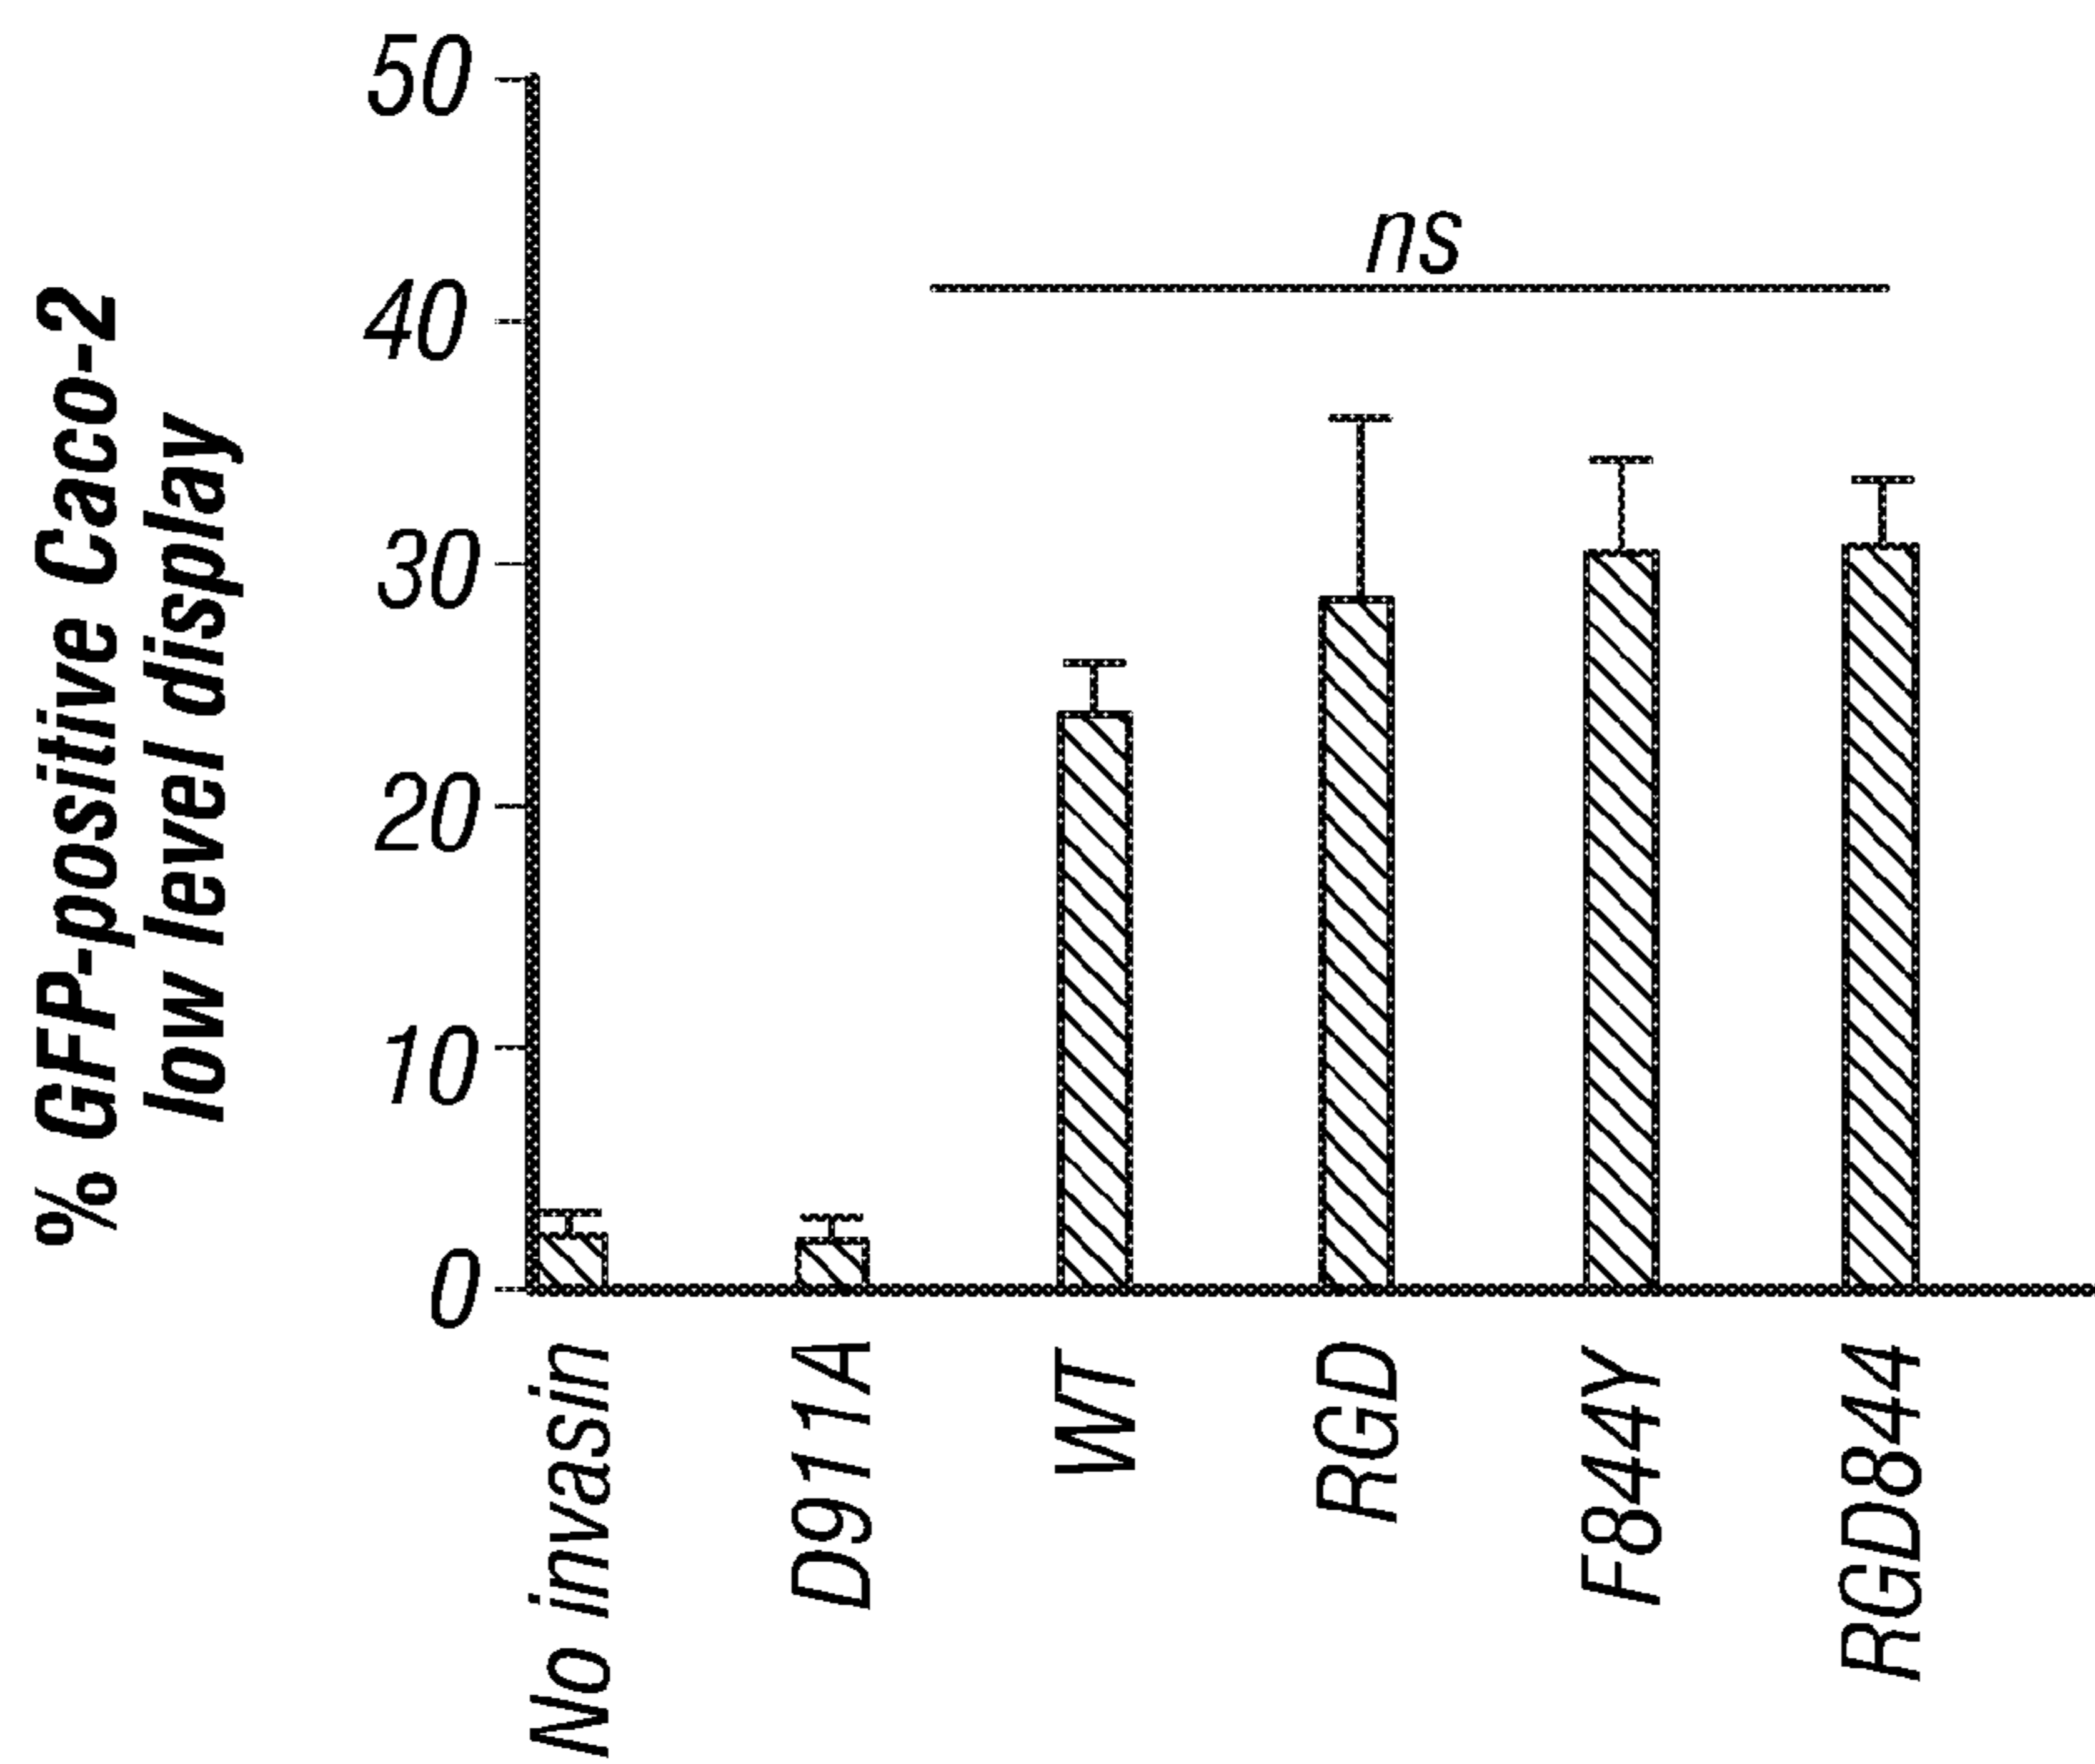 % GFP-positive Caco-2
low level display
50
40
30
20
10
0
ns
No invasin
D911A
WT
RGD
F844Y
RGD844